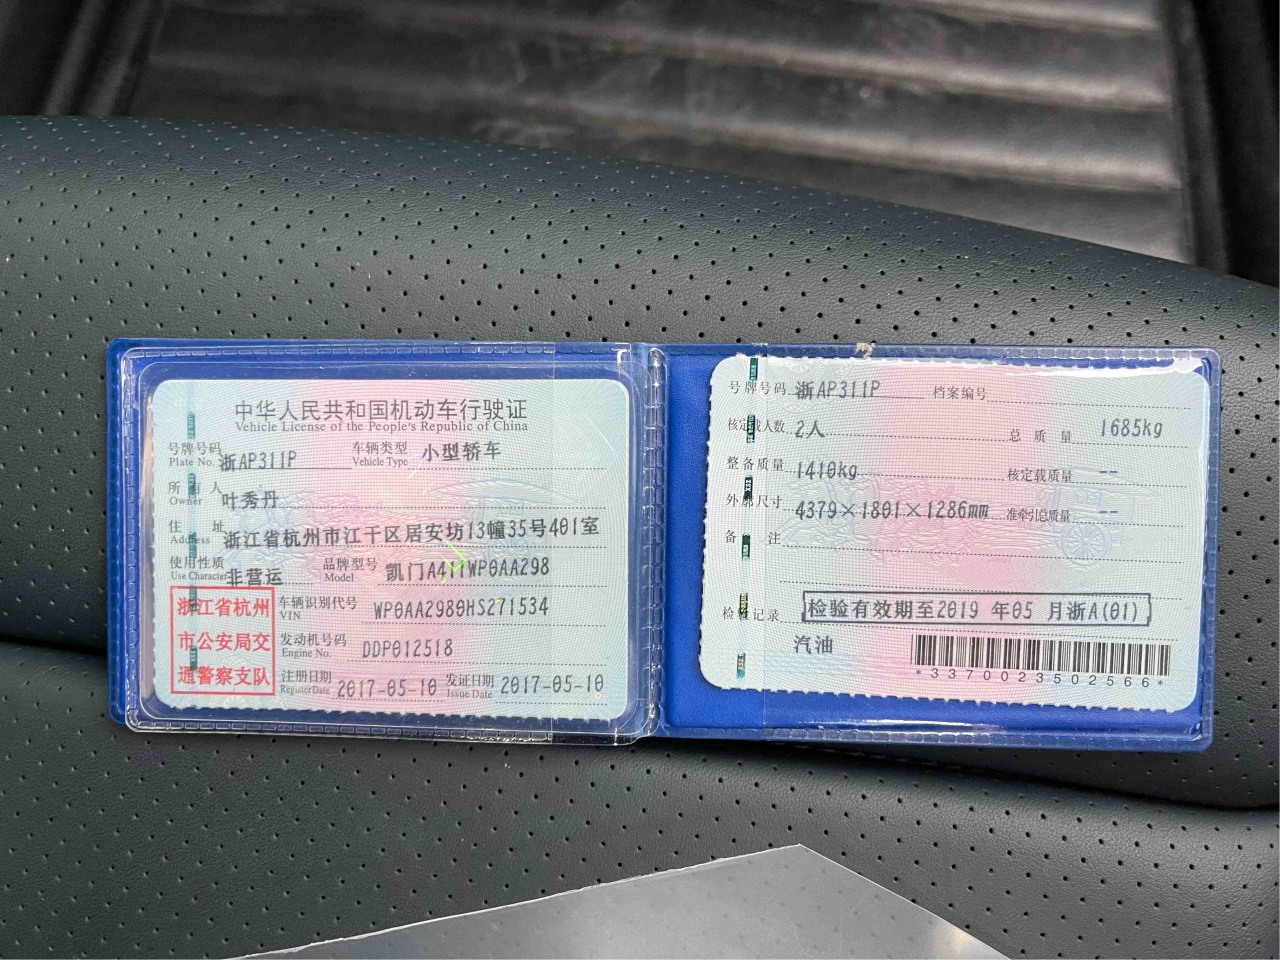 中华人民共和国机动车行驶证
Vehicle License of the People's Republic of China
号牌号码 Plate No. 浙AP311P 车辆类型 Vehicle Type 小型轿车
所有人 Owner 叶秀丹
住址 Address 浙江省杭州市江干区居安坊13幢35号401室
使用性质 Use Character 非营运 品牌型号 Model 凯门A411WP0AA298
浙江省杭州市公安局交通警察支队
车辆识别代号 VIN WP0AA2989HS271534
发动机号码 Engine No. DDP012518
注册日期 Register Date 2017-05-10 发证日期 Issue Date 2017-05-10
号牌号码 浙AP311P 档案编号
核定载人数 2人 总质量 1685kg
整备质量 1410kg 核定载质量 --
外廓尺寸 4379×1801×1286mm 准牵引总质量 --
备注
检验记录 检验有效期至2019 年05 月浙A(01)
汽油
*3370023502566*